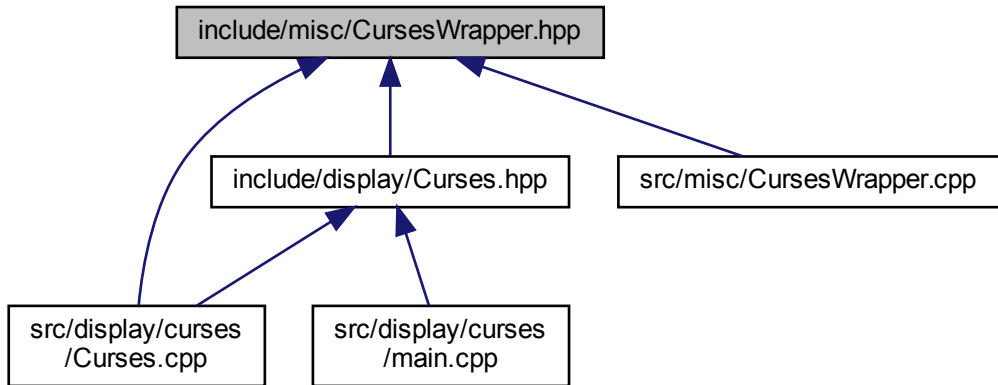 include/misc/CursesWrapper.hpp
include/display/Curses.hpp
src/misc/CursesWrapper.cpp
src/display/curses
/Curses.cpp
src/display/curses
/main.cpp